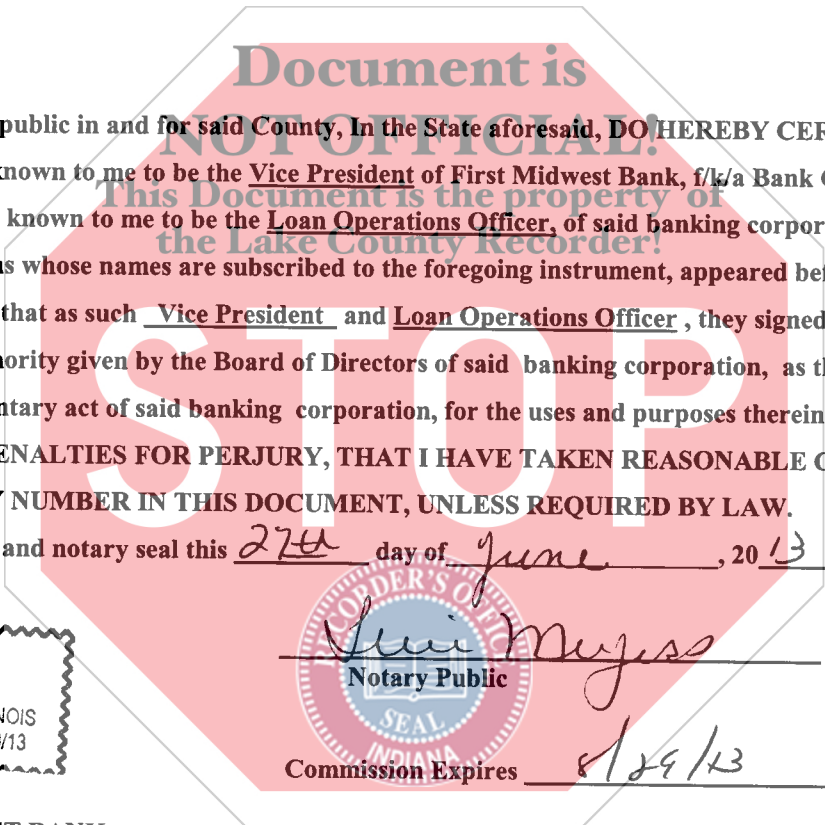 Document is
NOT OFFICIAL!
This Document is the property of
the Lake County Recorder!
STOP
public in and for said County, In the State aforesaid, DO HEREBY CER
nown to me to be the Vice President of First Midwest Bank, f/k/a Bank
known to me to be the Loan Operations Officer, of said banking corpor
s whose names are subscribed to the foregoing instrument, appeared bef
that as such Vice President and Loan Operations Officer , they signed
ority given by the Board of Directors of said banking corporation, as th
ntary act of said banking corporation, for the uses and purposes therein
ENALTIES FOR PERJURY, THAT I HAVE TAKEN REASONABLE C
Y NUMBER IN THIS DOCUMENT, UNLESS REQUIRED BY LAW.
and notary seal this 27th day of June , 20 13
Notary Public
RECORDER'S OFFICE
SEAL
INDIANA
NOIS
/13
Commission Expires 8/29/13